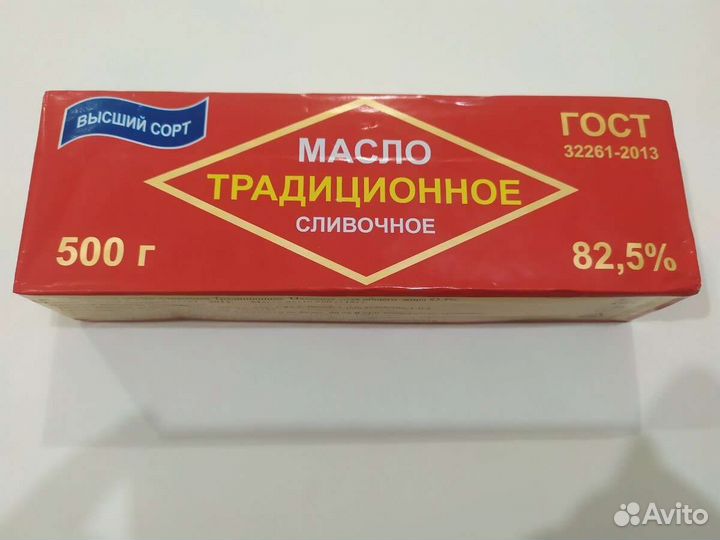 ВЫСШИЙ СОРТ
МАСЛО
ТРАДИЦИОННОЕ
СЛИВОЧНОЕ
500 г
ГОСТ
32261-2013
82,5%
Avito